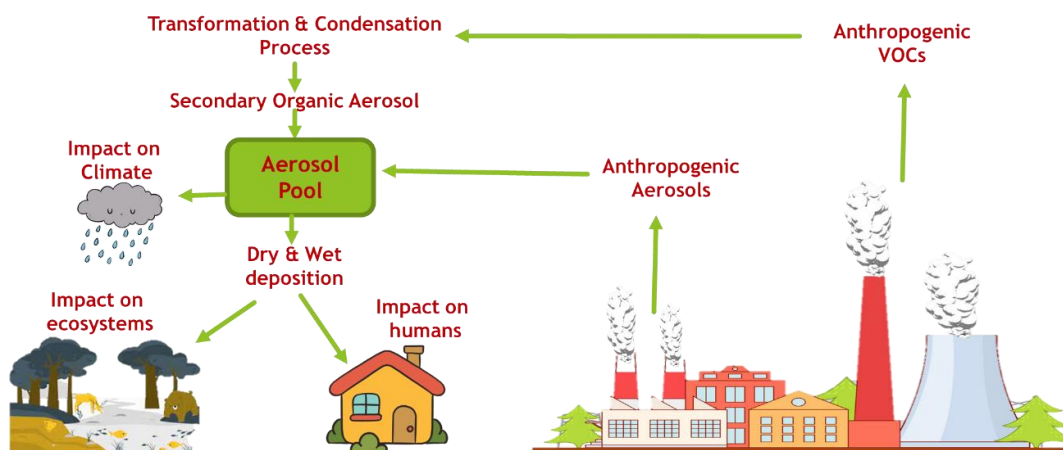 Transformation & Condensation
Process
Anthropogenic
VOCs
Secondary Organic Aerosol
Impact on
Climate
Aerosol
Pool
Anthropogenic
Aerosols
Dry & Wet
deposition
Impact on
ecosystems
Impact on
humans